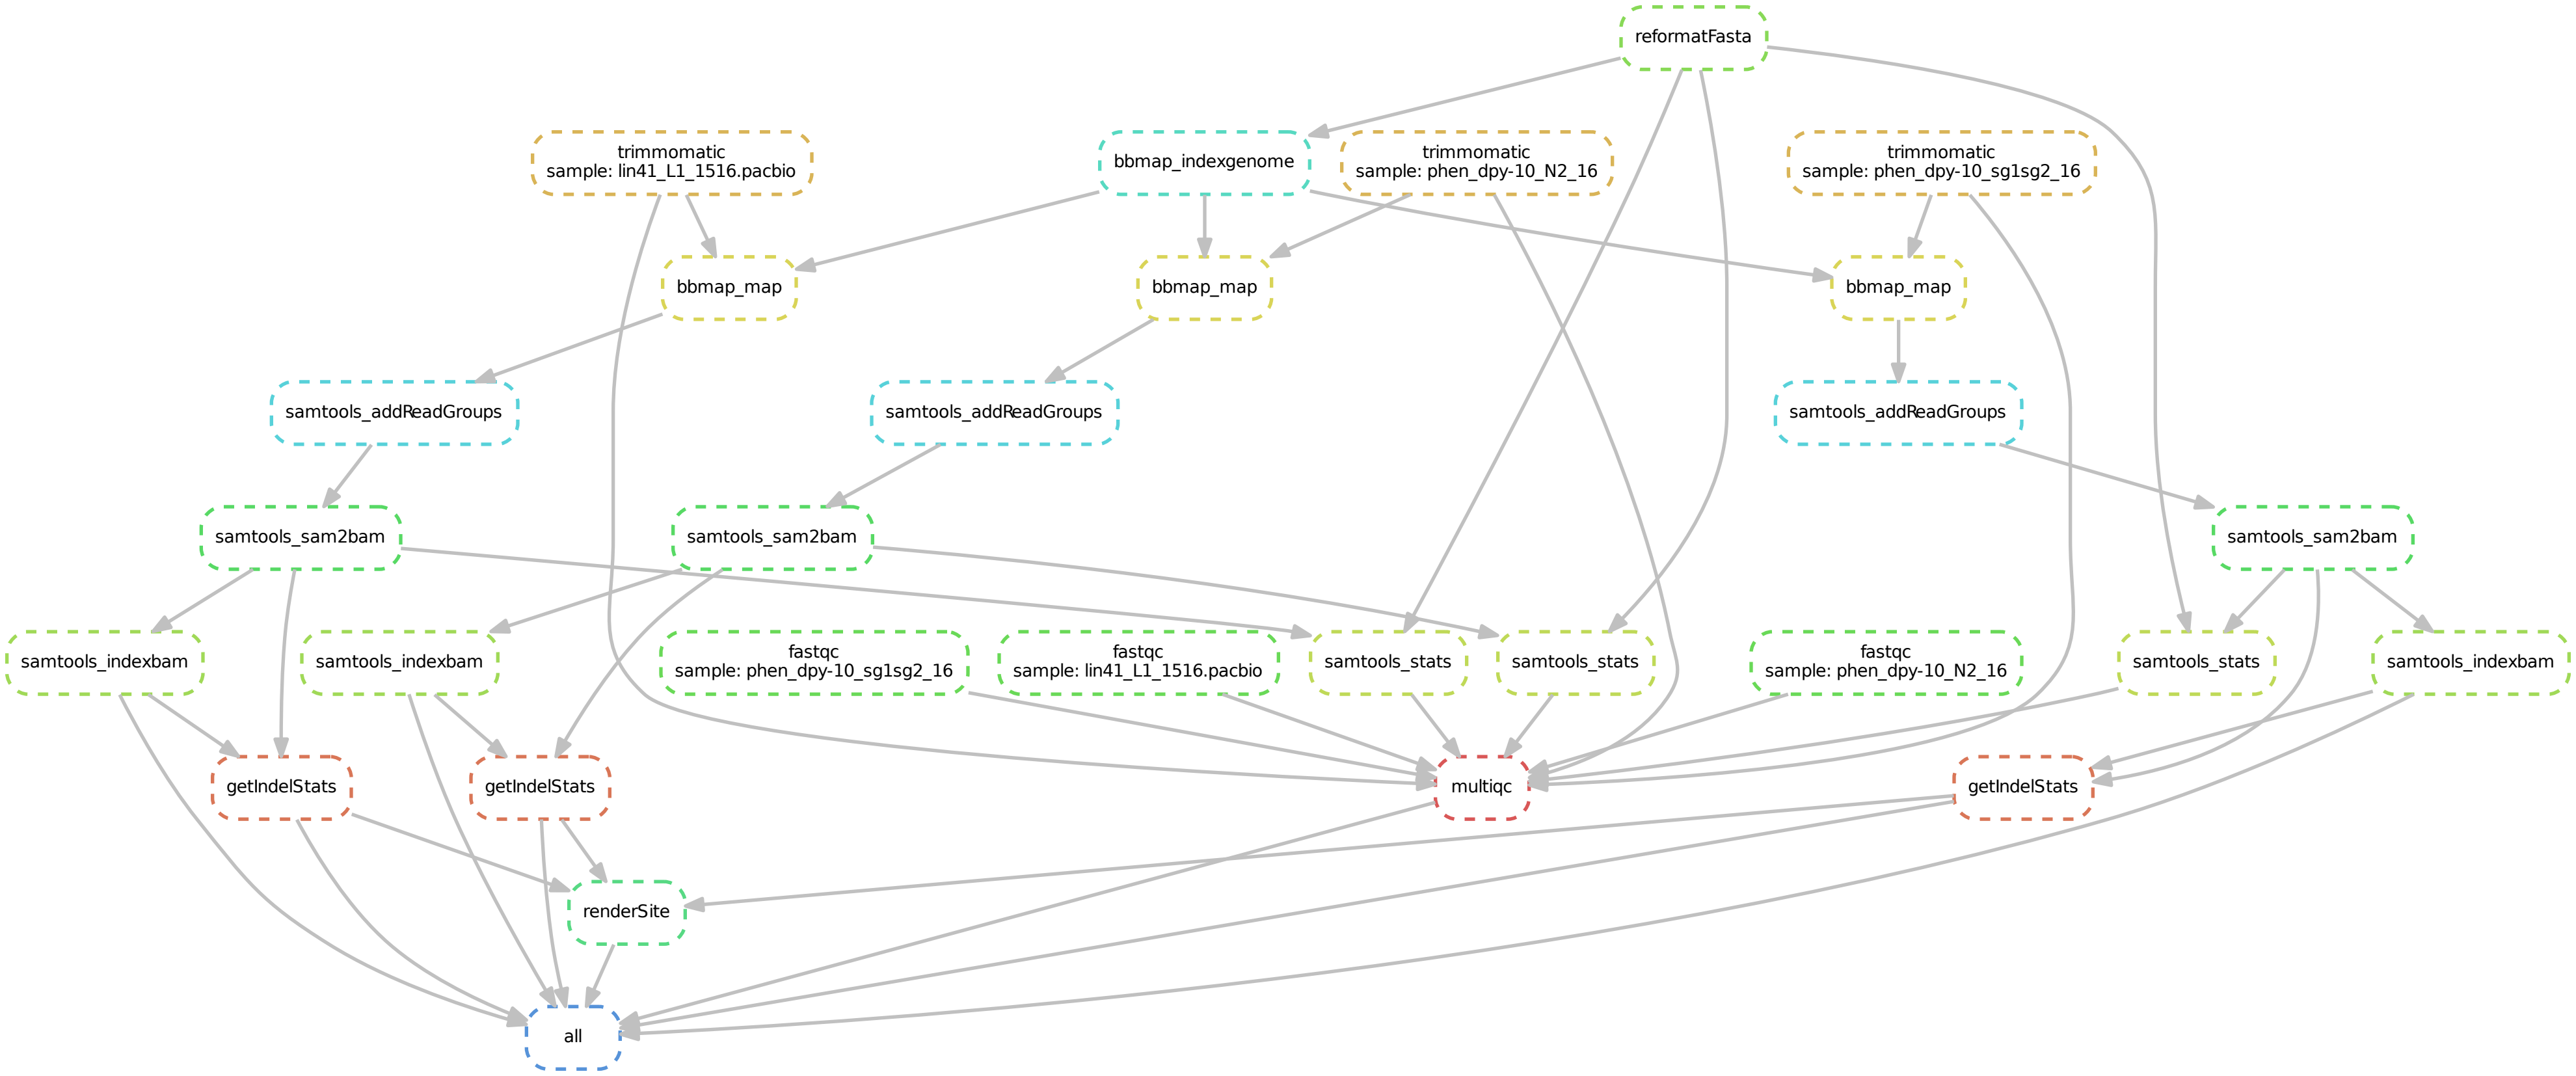 reformatFasta
trimmomatic
sample: lin41_L1_1516.pacbio
bbmap_indexgenome
trimmomatic
sample: phen_dpy-10_N2_16
trimmomatic
sample: phen_dpy-10_sg1sg2_16
bbmap_map
bbmap_map
bbmap_map
samtools_addReadGroups
samtools_addReadGroups
samtools_addReadGroups
samtools_sam2bam
samtools_sam2bam
samtools_sam2bam
samtools_indexbam
samtools_indexbam
fastqc
sample: phen_dpy-10_sg1sg2_16
fastqc
sample: lin41_L1_1516.pacbio
samtools_stats
samtools_stats
fastqc
sample: phen_dpy-10_N2_16
samtools_stats
samtools_indexbam
getIndelStats
getIndelStats
multiqc
getIndelStats
renderSite
all